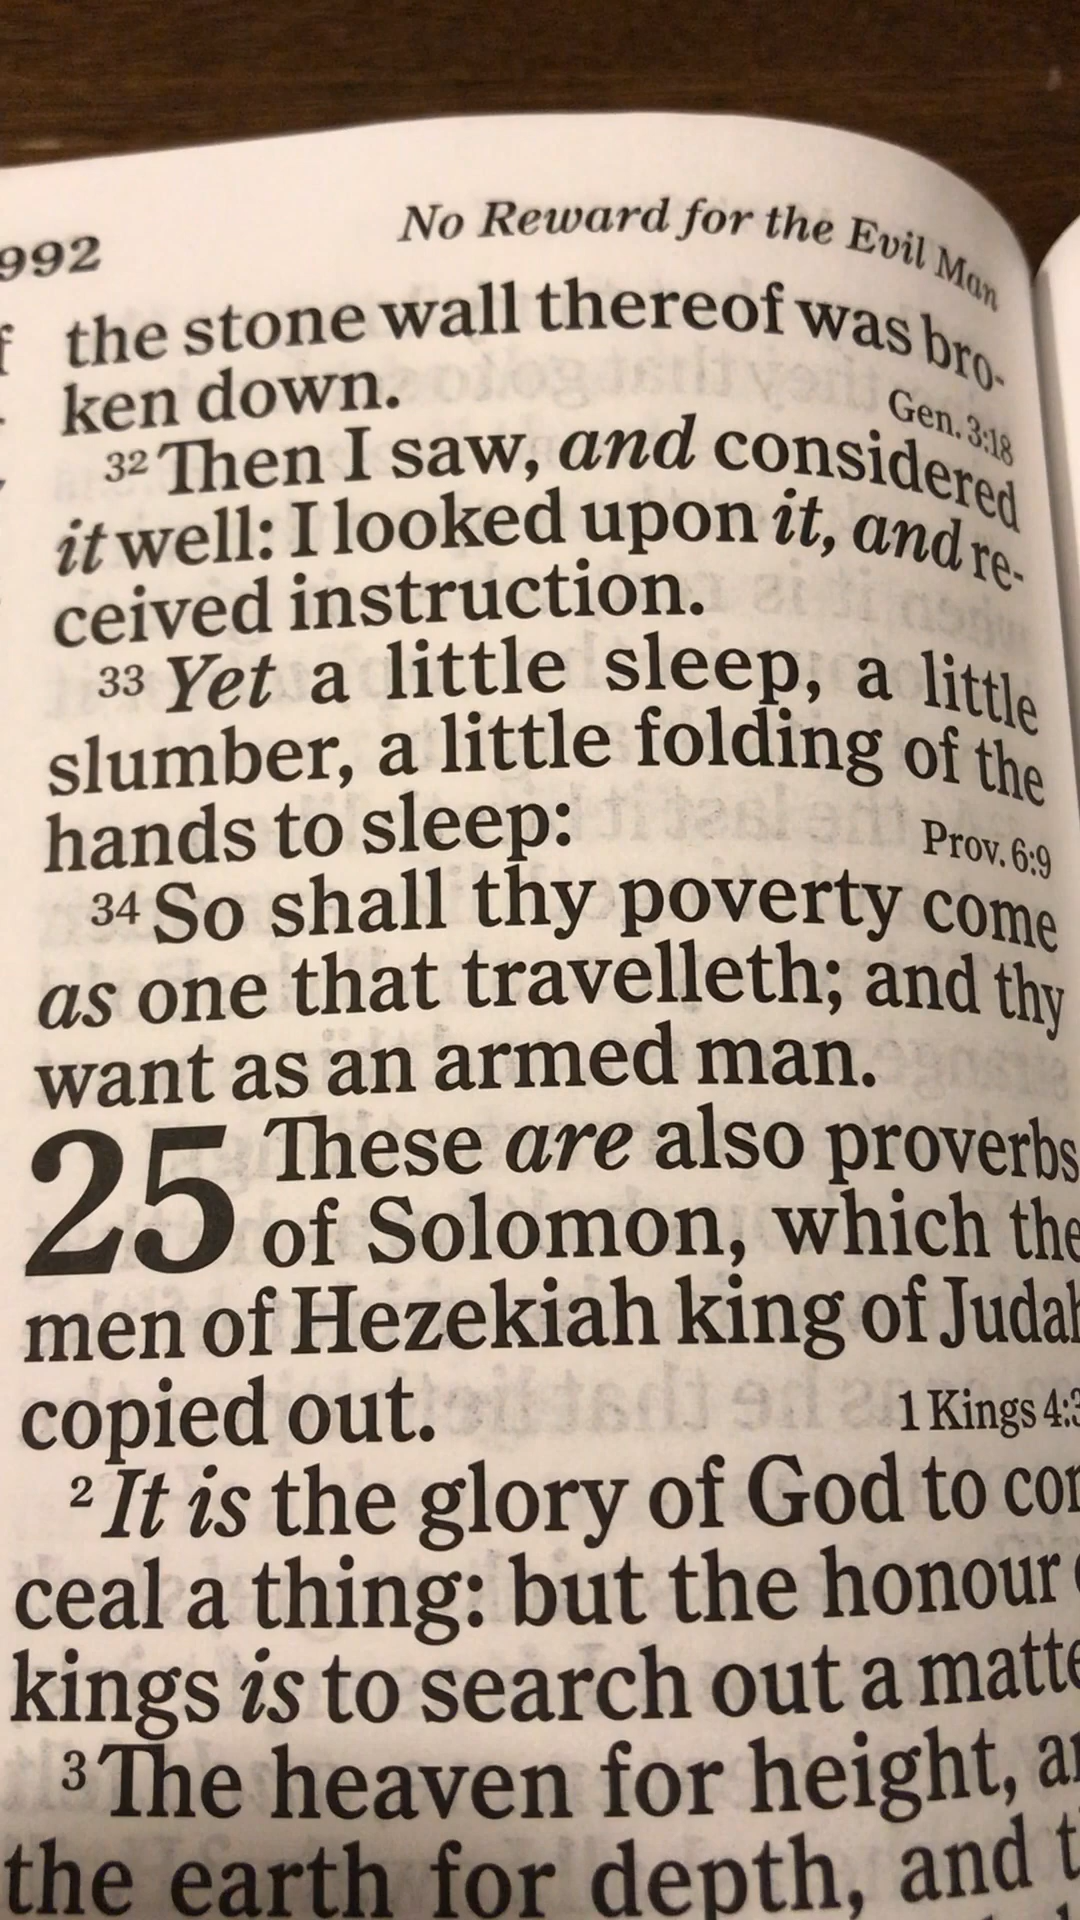 992
No Reward for the Evil Man
the stone wall thereof was bro-
ken down.
Gen. 3:18
32 Then I saw, and considered
it well: I looked upon it, and re-
ceived instruction.
33 Yet a little sleep, a little
slumber, a little folding of the
hands to sleep:
Prov. 6:9
34 So shall thy poverty come
as one that travelleth; and thy
want as an armed man.
25 These are also proverbs
of Solomon, which the
men of Hezekiah king of Judah
copied out.
1 Kings 4:3
2 It is the glory of God to con
ceal a thing: but the honour
kings is to search out a matte
3 The heaven for height, an
the earth for depth, and